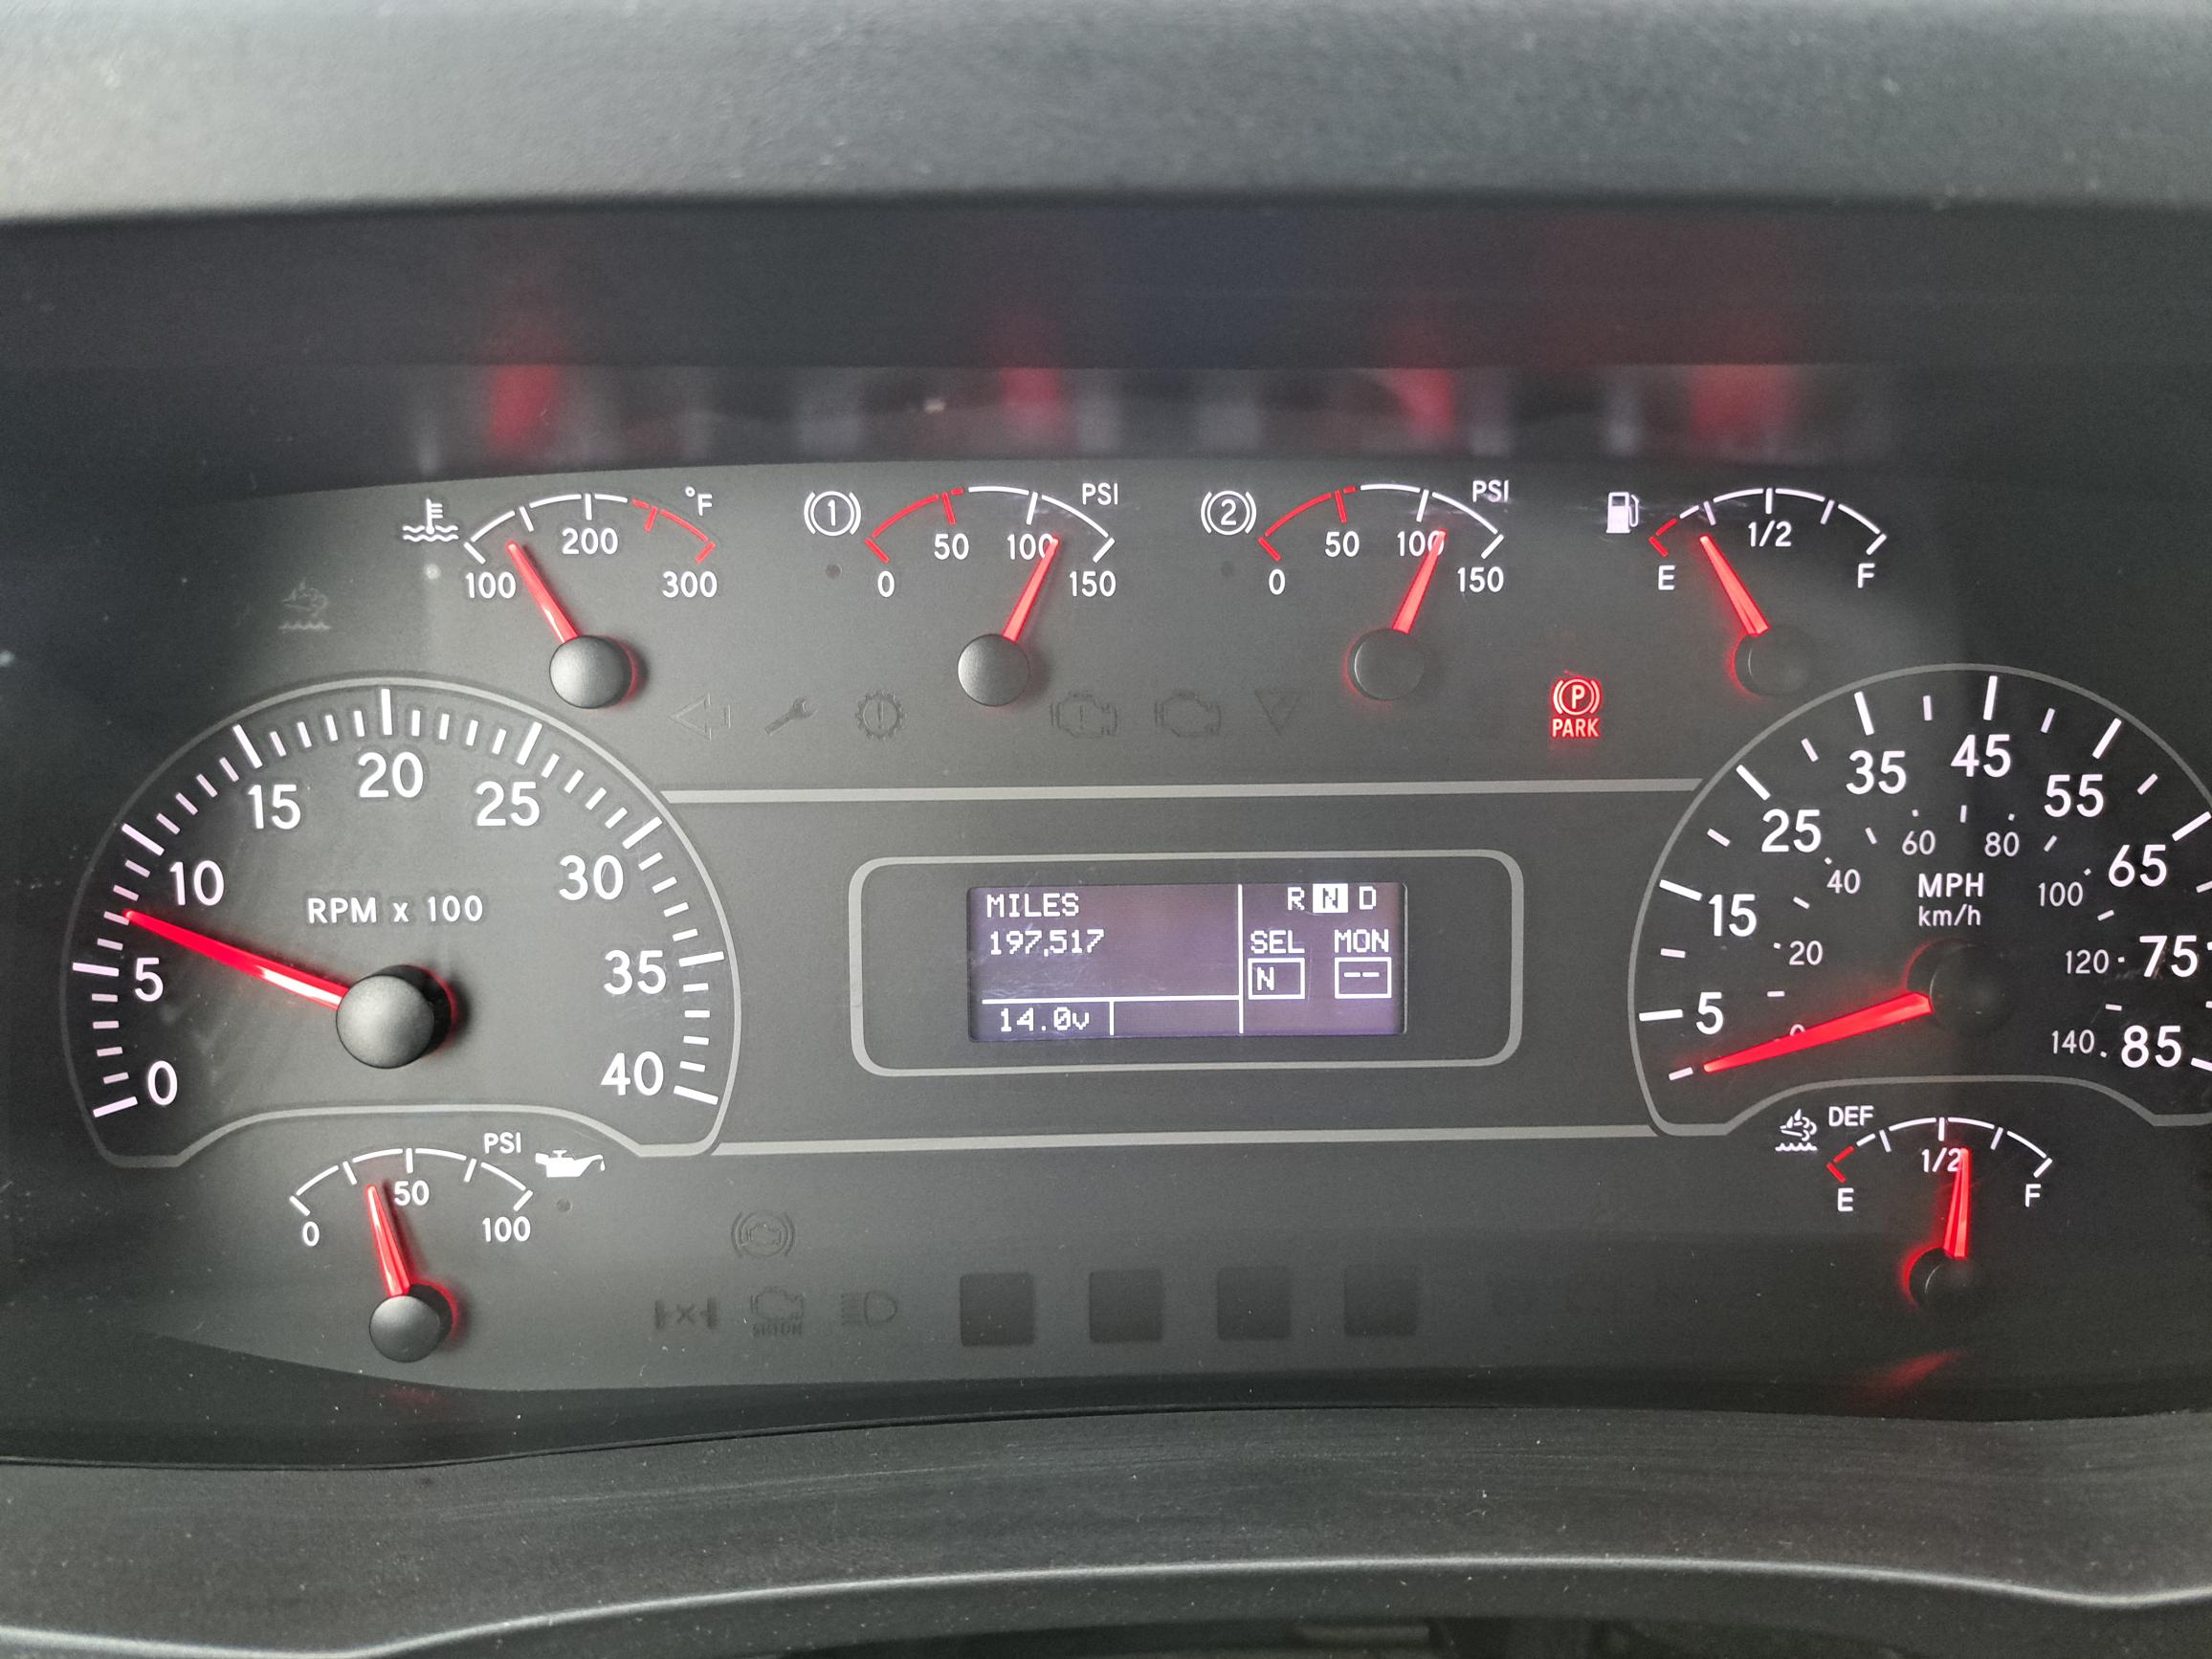 °F
100 200 300
1 PSI
0 50 100 150
2 PSI
0 50 100 150
E 1/2 F
P
PARK
0 5 10 15 20 25 30 35 40
RPM x 100
MILES
197,517
14.0v
R N D
SEL MON
N --
5 15 25 35 45 55 65 75 85
MPH
km/h
0 20 40 60 80 100 120 140
PSI
0 50 100
DEF
E 1/2 F